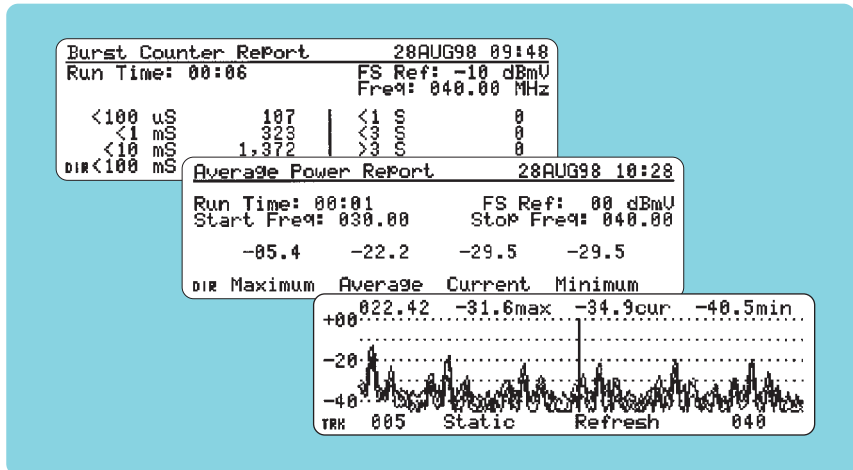 Burst Counter Report 28AUG98 09:48
Run Time: 00:06 FS Ref: -10 dBmV
Freq: 040.00 MHz
<100 uS 107 | <1 S 0
<1 mS 323 | <3 S 0
<10 mS 1,372 | >3 S 0
DIR <100 mS
Average Power Report 28AUG98 10:28
Run Time: 00:01 FS Ref: 00 dBmV
Start Freq: 030.00 Stop Freq: 040.00
-05.4 -22.2 -29.5 -29.5
DIR Maximum Average Current Minimum
022.42 -31.6max -34.9cur -40.5min
+00
-20
-40
TRK 005 Static Refresh 040